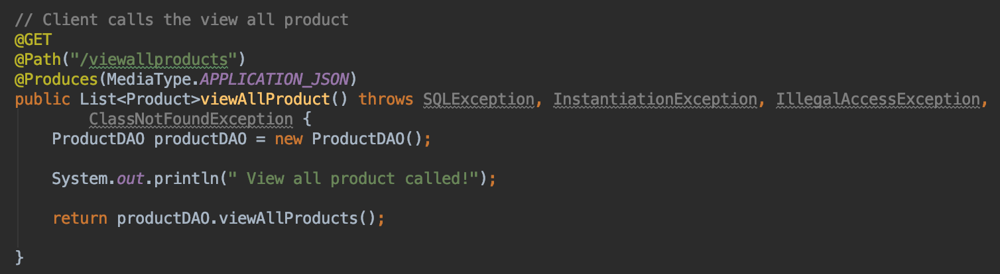 // Client calls the view all product
@GET
@Path("/viewallproducts")
@Produces(MediaType.APPLICATION_JSON)
public List<Product>viewAllProduct() throws SQLException, InstantiationException, IllegalAccessException,
ClassNotFoundException {
ProductDAO productDAO = new ProductDAO();
System.out.println(" View all product called!");
return productDAO.viewAllProducts();
}